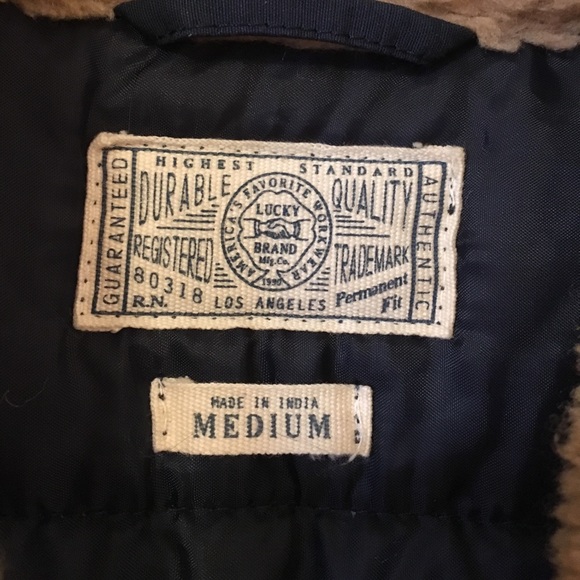 HIGHEST STANDARD
GUARANTEED
DURABLE
QUALITY
AUTHENTIC
AMERICA'S FAVORITE WORKWEAR
LUCKY
BRAND
Mfg. Co.
1990
REGISTERED
TRADEMARK
80318
R.N.
LOS ANGELES
Permanent
Fit
MADE IN INDIA
MEDIUM